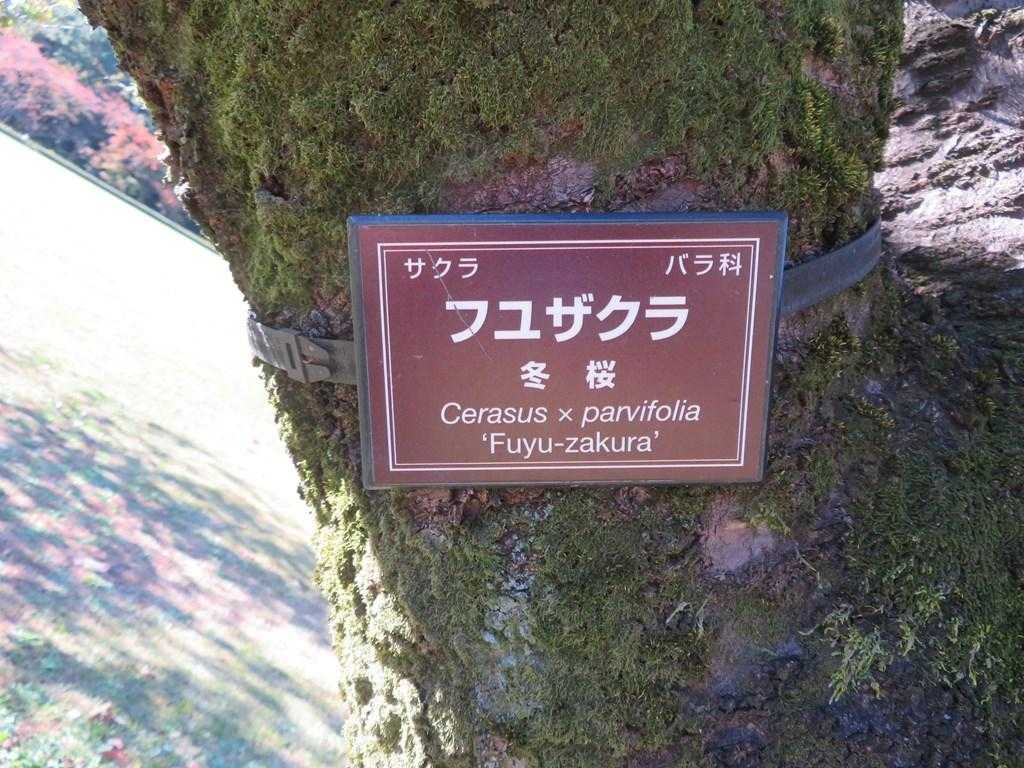 サクラ バラ科
フユザクラ
冬 桜
Cerasus × parvifolia
‘Fuyu-zakura’